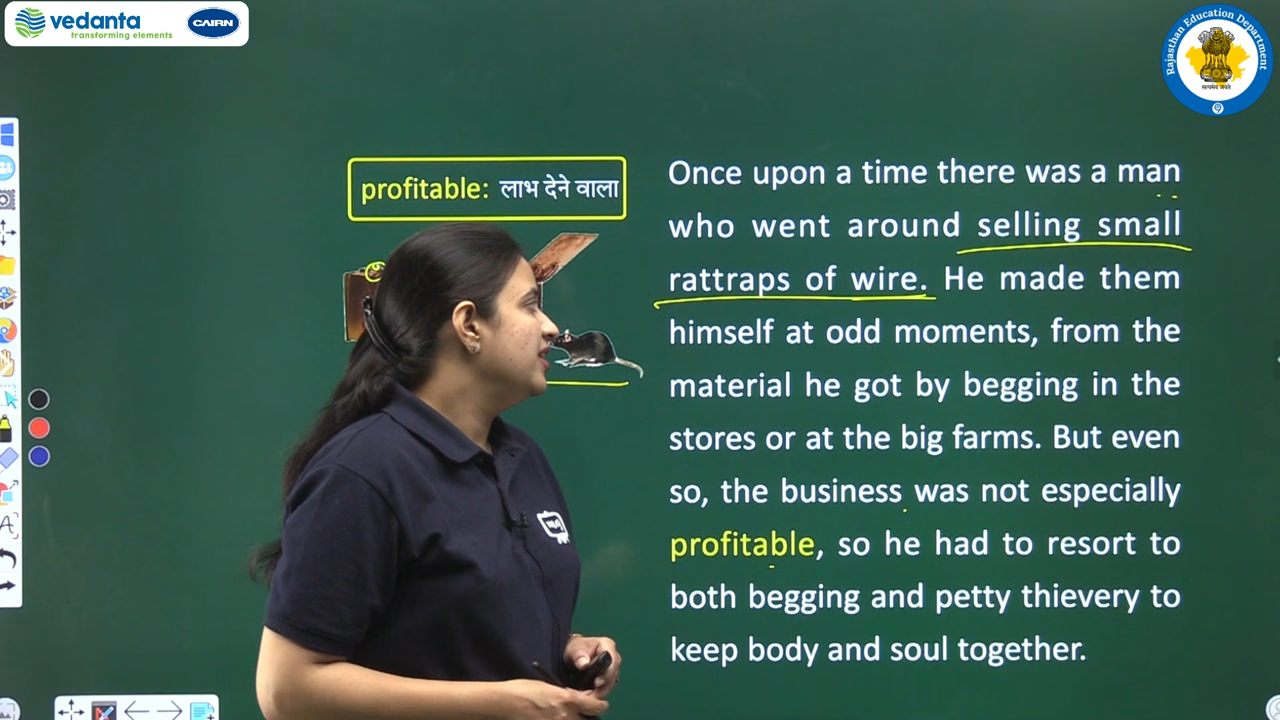 vedanta
transforming elements
CAIRN
Rajasthan Education Department
सत्यमेव जयते
profitable: लाभ देने वाला
Once upon a time there was a man
who went around selling small
rattraps of wire. He made them
himself at odd moments, from the
material he got by begging in the
stores or at the big farms. But even
so, the business was not especially
profitable, so he had to resort to
both begging and petty thievery to
keep body and soul together.